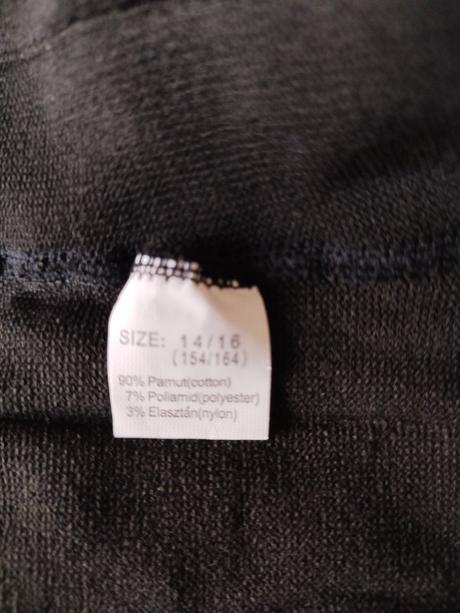 SIZE: 14/16
(154/164)
90% Pamut(cotton)
7% Poliamid(polyester)
3% Elasztán(nylon)